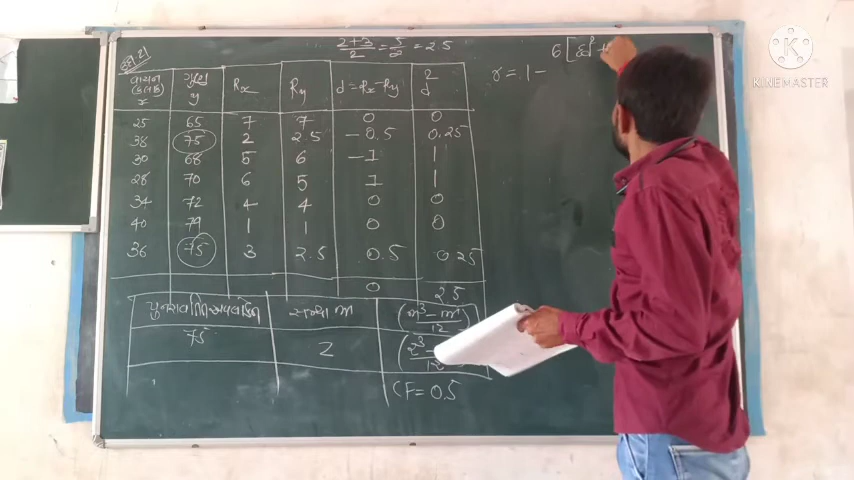 2+3/2 = 5/2 = 2.5
6[Σd²+
r = 1 -
x y Rx Ry d = Rx - Ry d²
25 65 7 7 0 0
38 75 2 2.5 -0.5 0.25
30 68 5 6 -1 1
28 70 6 5 1 1
34 72 4 4 0 0
40 79 1 1 0 0
36 75 3 2.5 0.5 0.25
0 2.5
m (m³ - m/12)
75 2 (2³ - /12
CF = 0.5
KINEMASTER